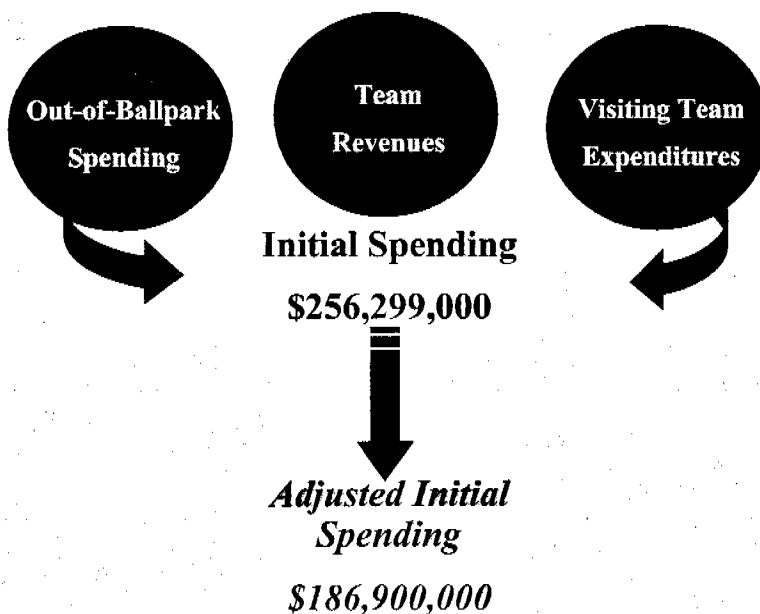 Out-of-Ballpark
Spending
Team
Revenues
Visiting Team
Expenditures
Initial Spending
$256,299,000
Adjusted Initial
Spending
$186,900,000